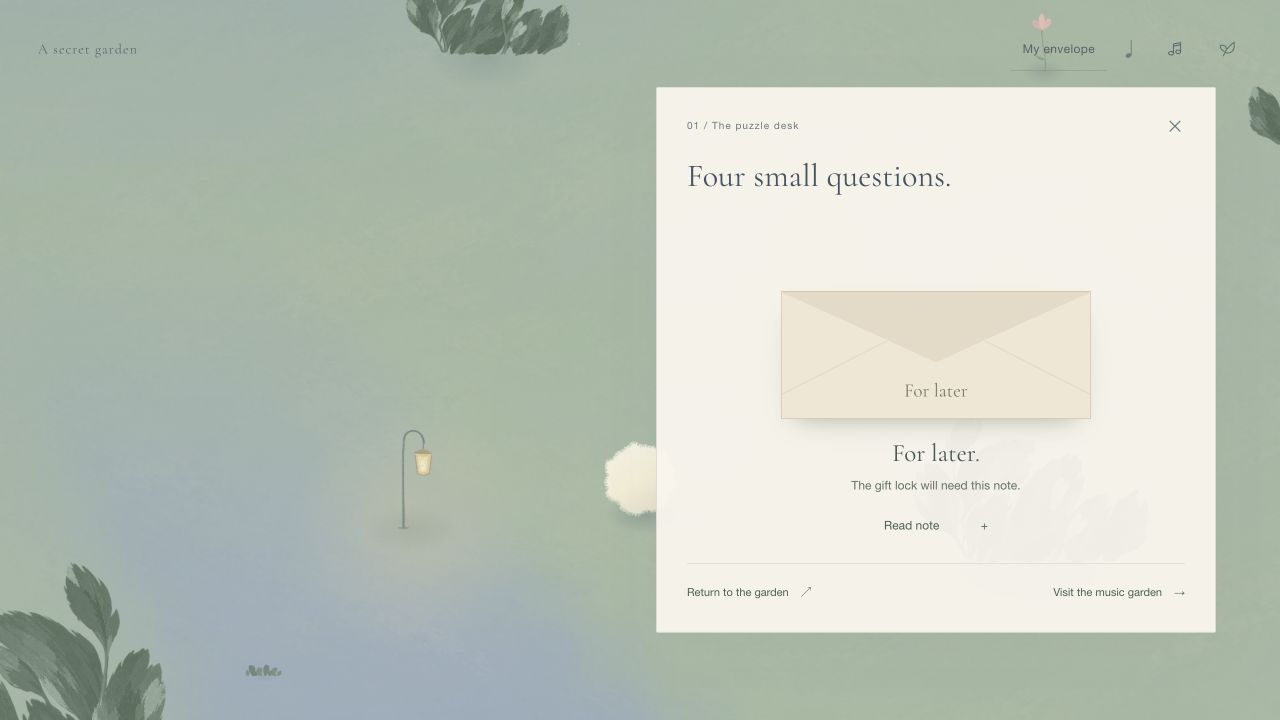 A secret garden
My envelope
01 / The puzzle desk
Four small questions.
For later
For later.
The gift lock will need this note.
Read note +
Return to the garden ↗
Visit the music garden →